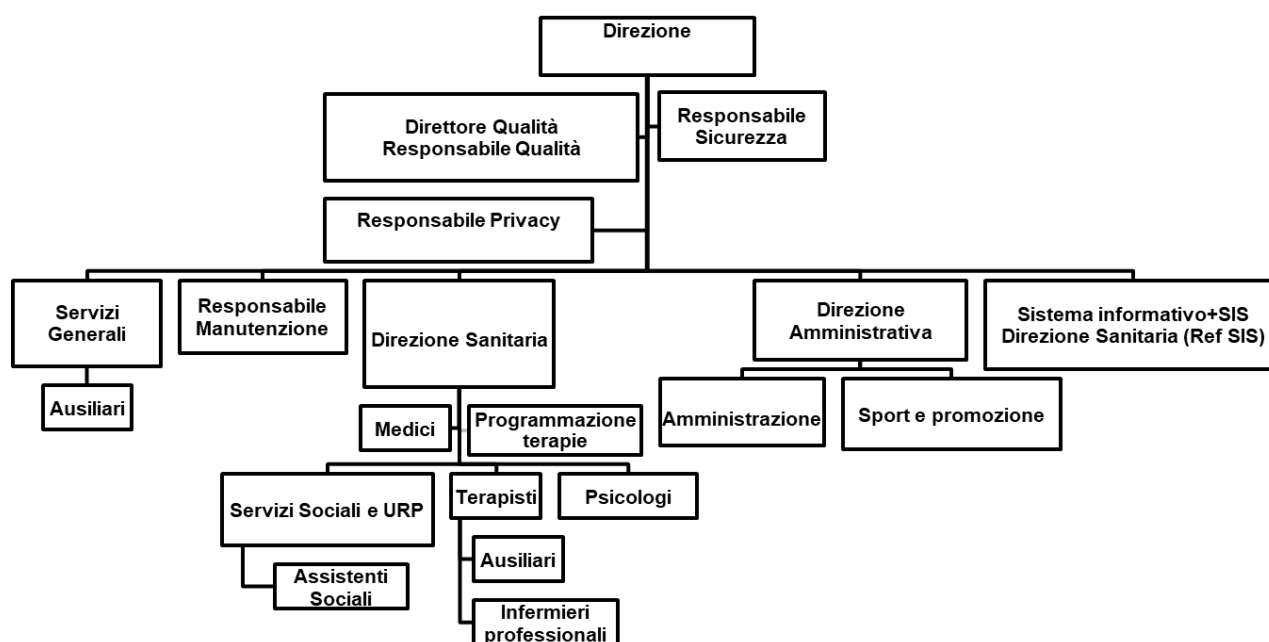 Direzione
Direttore Qualità
Responsabile Qualità
Responsabile
Sicurezza
Responsabile Privacy
Servizi
Generali
Responsabile
Manutenzione
Direzione Sanitaria
Direzione
Amministrativa
Sistema informativo+SIS
Direzione Sanitaria (Ref SIS)
Ausiliari
Medici
Programmazione
terapie
Amministrazione
Sport e promozione
Servizi Sociali e URP
Terapisti
Psicologi
Assistenti
Sociali
Ausiliari
Infermieri
professionali